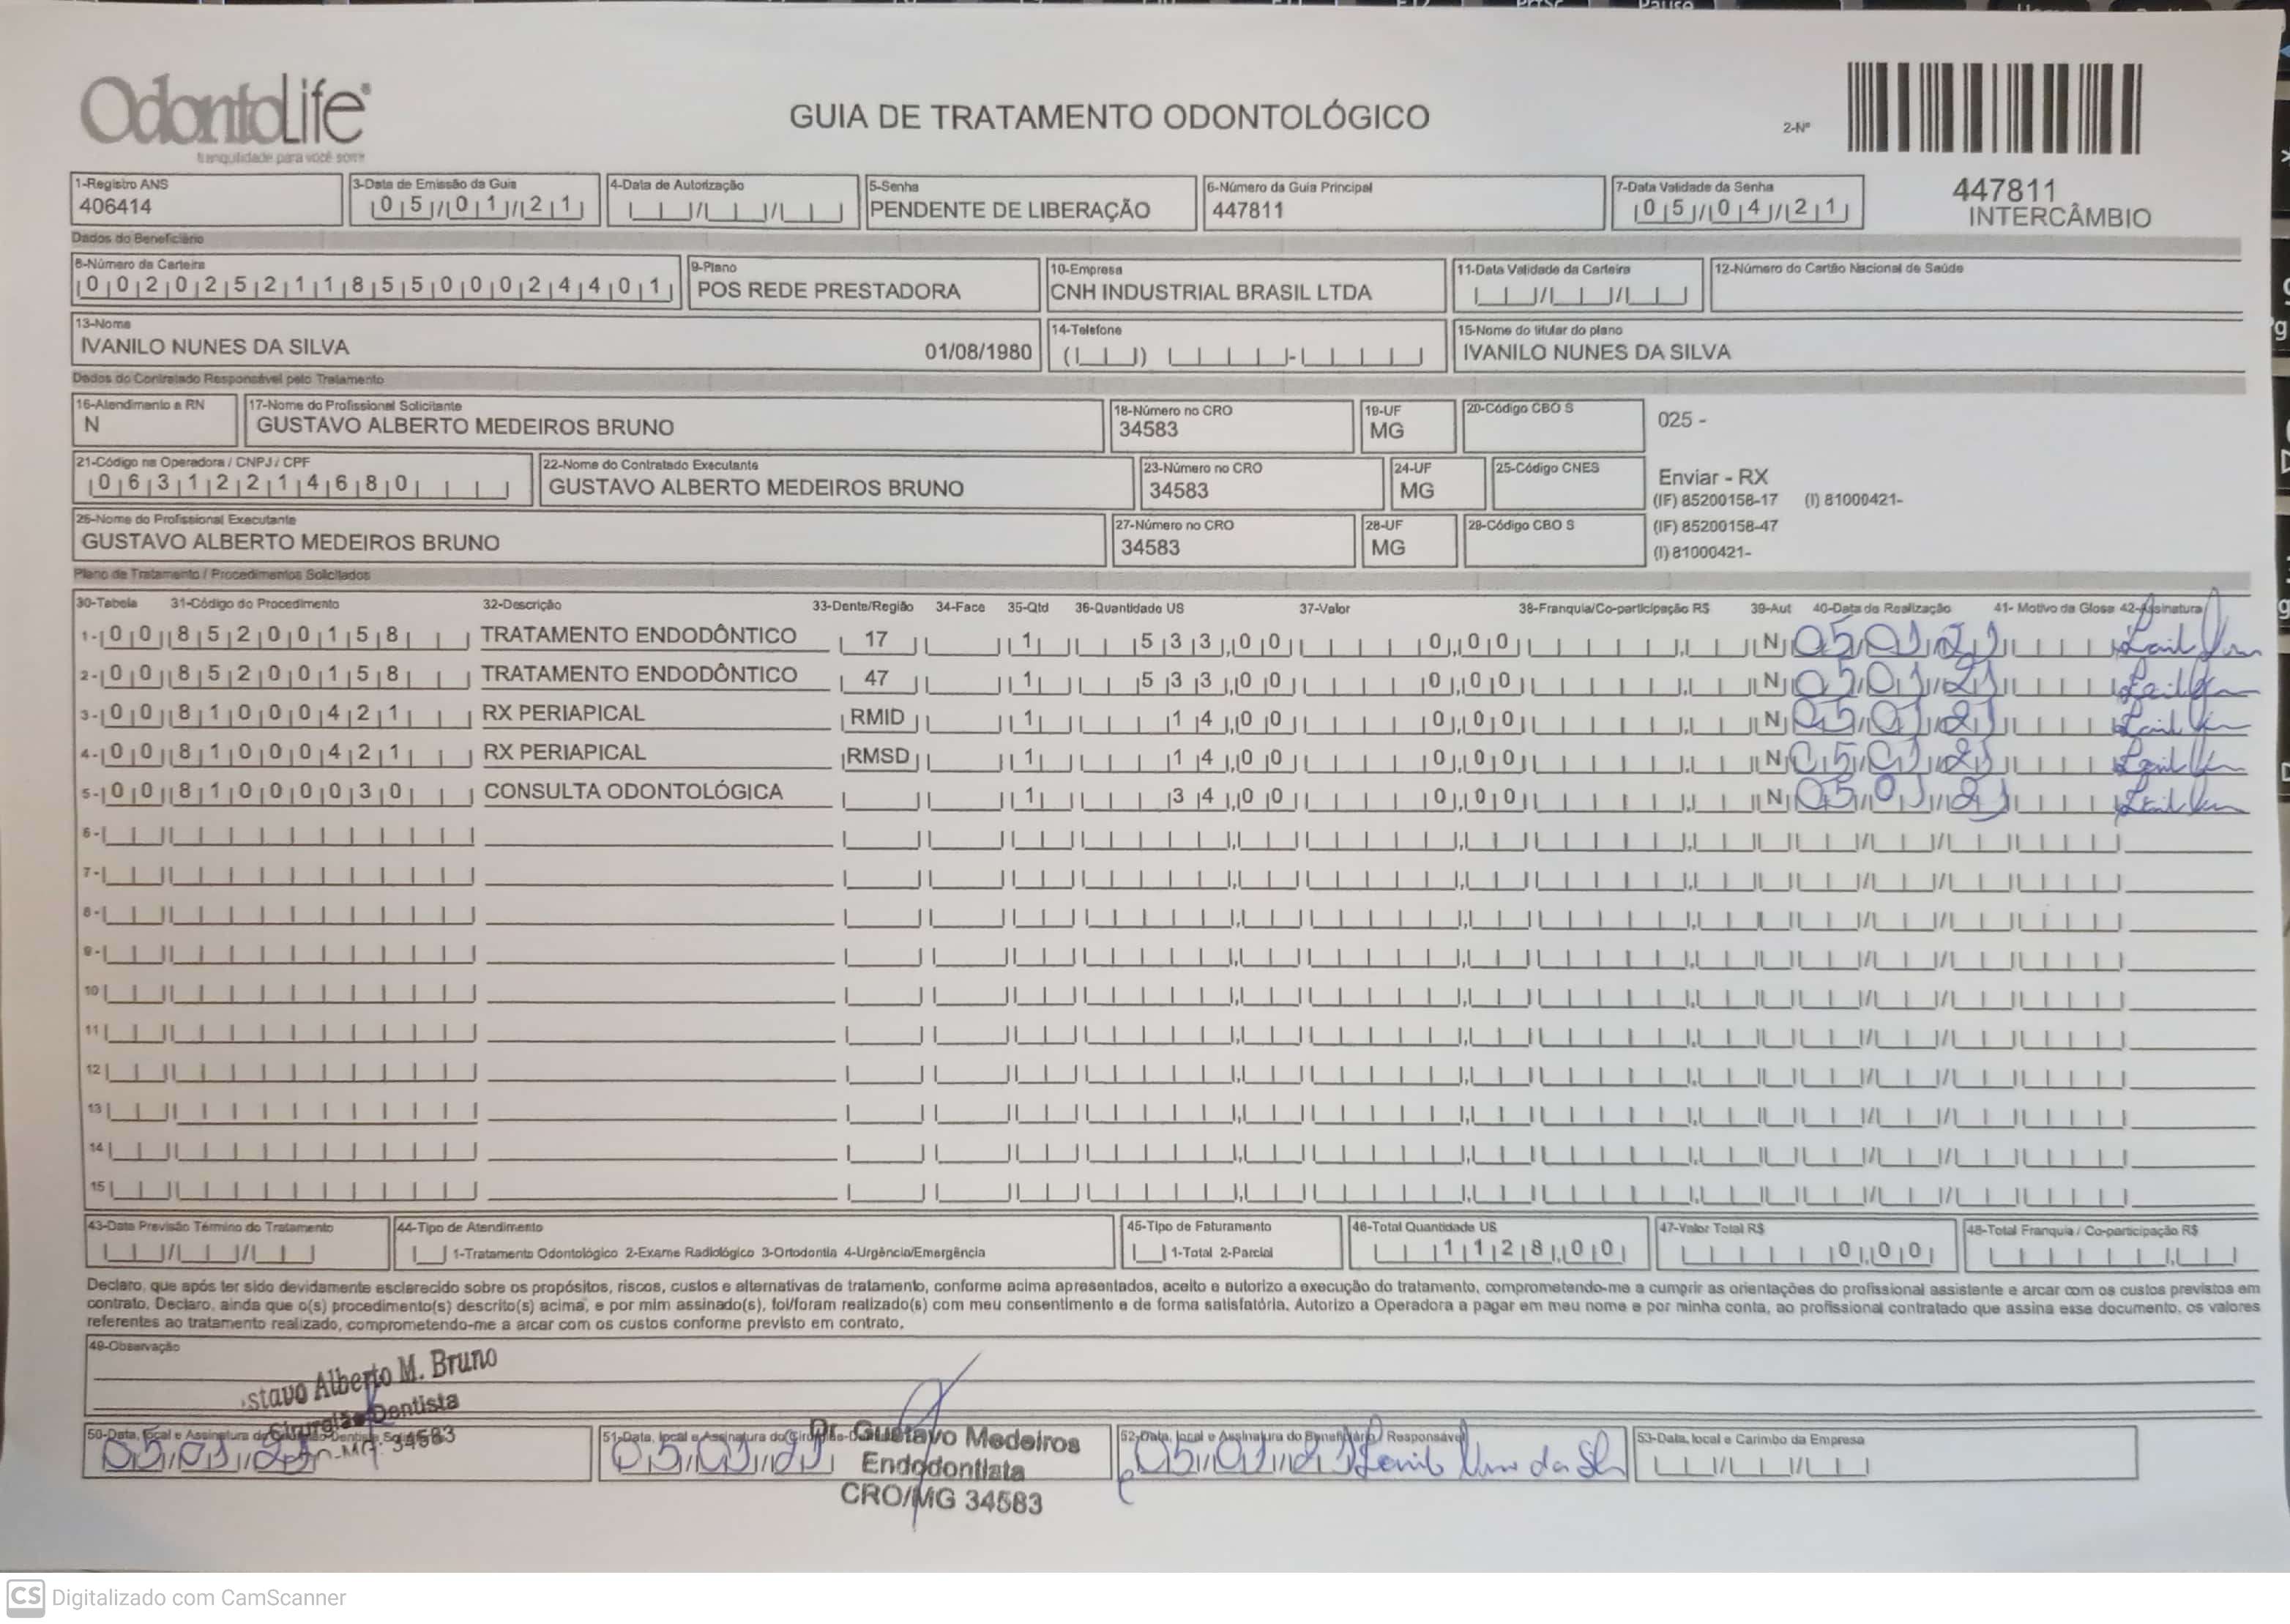 OdontoLife®
tranquilidade para você sorrir
GUIA DE TRATAMENTO ODONTOLÓGICO
2-Nº
447811
INTERCÂMBIO
1-Registro ANS
406414
3-Data de Emissão da Guia
05/01/21
4-Data de Autorização
5-Senha
PENDENTE DE LIBERAÇÃO
6-Número da Guia Principal
447811
7-Data Validade da Senha
05/04/21
Dados do Beneficiário
8-Número da Carteira
00202521185500024401
9-Plano
POS REDE PRESTADORA
10-Empresa
CNH INDUSTRIAL BRASIL LTDA
11-Data Validade da Carteira
12-Número do Cartão Nacional de Saúde
13-Nome
IVANILO NUNES DA SILVA 01/08/1980
14-Telefone
15-Nome do titular do plano
IVANILO NUNES DA SILVA
Dados do Contratado Responsável pelo Tratamento
16-Atendimento a RN
N
17-Nome do Profissional Solicitante
GUSTAVO ALBERTO MEDEIROS BRUNO
18-Número no CRO
34583
19-UF
MG
20-Código CBO S
025 -
21-Código na Operadora / CNPJ / CPF
06312214680
22-Nome do Contratado Executante
GUSTAVO ALBERTO MEDEIROS BRUNO
23-Número no CRO
34583
24-UF
MG
25-Código CNES
Enviar - RX
(IF) 85200158-17 (I) 81000421-
(IF) 85200158-47
(I) 81000421-
26-Nome do Profissional Executante
GUSTAVO ALBERTO MEDEIROS BRUNO
27-Número no CRO
34583
28-UF
MG
29-Código CBO S
Plano de Tratamento / Procedimentos Solicitados
30-Tabela 31-Código do Procedimento 32-Descrição 33-Dente/Região 34-Face 35-Qtd 36-Quantidade US 37-Valor 38-Franquia/Co-participação R$ 39-Aut 40-Data de Realização 41- Motivo da Glosa 42-Assinatura
1- 00 85200158 TRATAMENTO ENDODÔNTICO 17 1 533,00 0,00 N 05/01/21
2- 00 85200158 TRATAMENTO ENDODÔNTICO 47 1 533,00 0,00 N 05/01/21
3- 00 81000421 RX PERIAPICAL RMID 1 14,00 0,00 N 05/01/21
4- 00 81000421 RX PERIAPICAL RMSD 1 14,00 0,00 N 05/01/21
5- 00 81000030 CONSULTA ODONTOLÓGICA 1 34,00 0,00 N 05/01/21
6-
7-
8-
9-
10
11
12
13
14
15
43-Data Previsão Término do Tratamento
44-Tipo de Atendimento
1-Tratamento Odontológico 2-Exame Radiológico 3-Ortodontia 4-Urgência/Emergência
45-Tipo de Faturamento
1-Total 2-Parcial
46-Total Quantidade US
1128,00
47-Valor Total R$
0,00
48-Total Franquia / Co-participação R$
Declaro, que após ter sido devidamente esclarecido sobre os propósitos, riscos, custos e alternativas de tratamento, conforme acima apresentados, aceito e autorizo a execução do tratamento, comprometendo-me a cumprir as orientações do profissional assistente e arcar com os custos previstos em
contrato. Declaro, ainda que o(s) procedimento(s) descrito(s) acima, e por mim assinado(s), foi/foram realizado(s) com meu consentimento e de forma satisfatória. Autorizo a Operadora a pagar em meu nome e por minha conta, ao profissional contratado que assina esse documento, os valores
referentes ao tratamento realizado, comprometendo-me a arcar com os custos conforme previsto em contrato.
49-Observação
stavo Alberto M. Bruno
Cirurgião Dentista
34583
50-Data, local e Assinatura do
05/01/21
51-Data, local e Assinatura do
05/01/21
Dr. Gustavo Medeiros
Endodontista
CRO/MG 34583
52-Data, local e Assinatura do Beneficiário / Responsável
05/01/21
53-Data, local e Carimbo da Empresa
CS Digitalizado com CamScanner